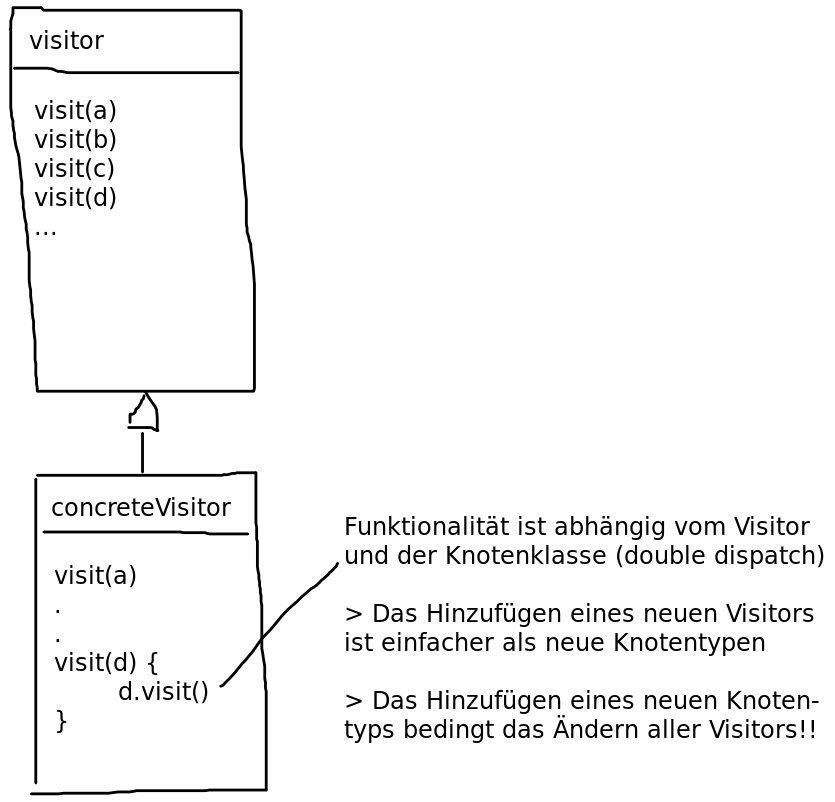 visitor
visit(a)
visit(b)
visit(c)
visit(d)
...
concreteVisitor
visit(a)
.
.
visit(d) {
d.visit()
}
Funktionalität ist abhängig vom Visitor
und der Knotenklasse (double dispatch)
> Das Hinzufügen eines neuen Visitors
ist einfacher als neue Knotentypen
> Das Hinzufügen eines neuen Knoten-
typs bedingt das Ändern aller Visitors!!